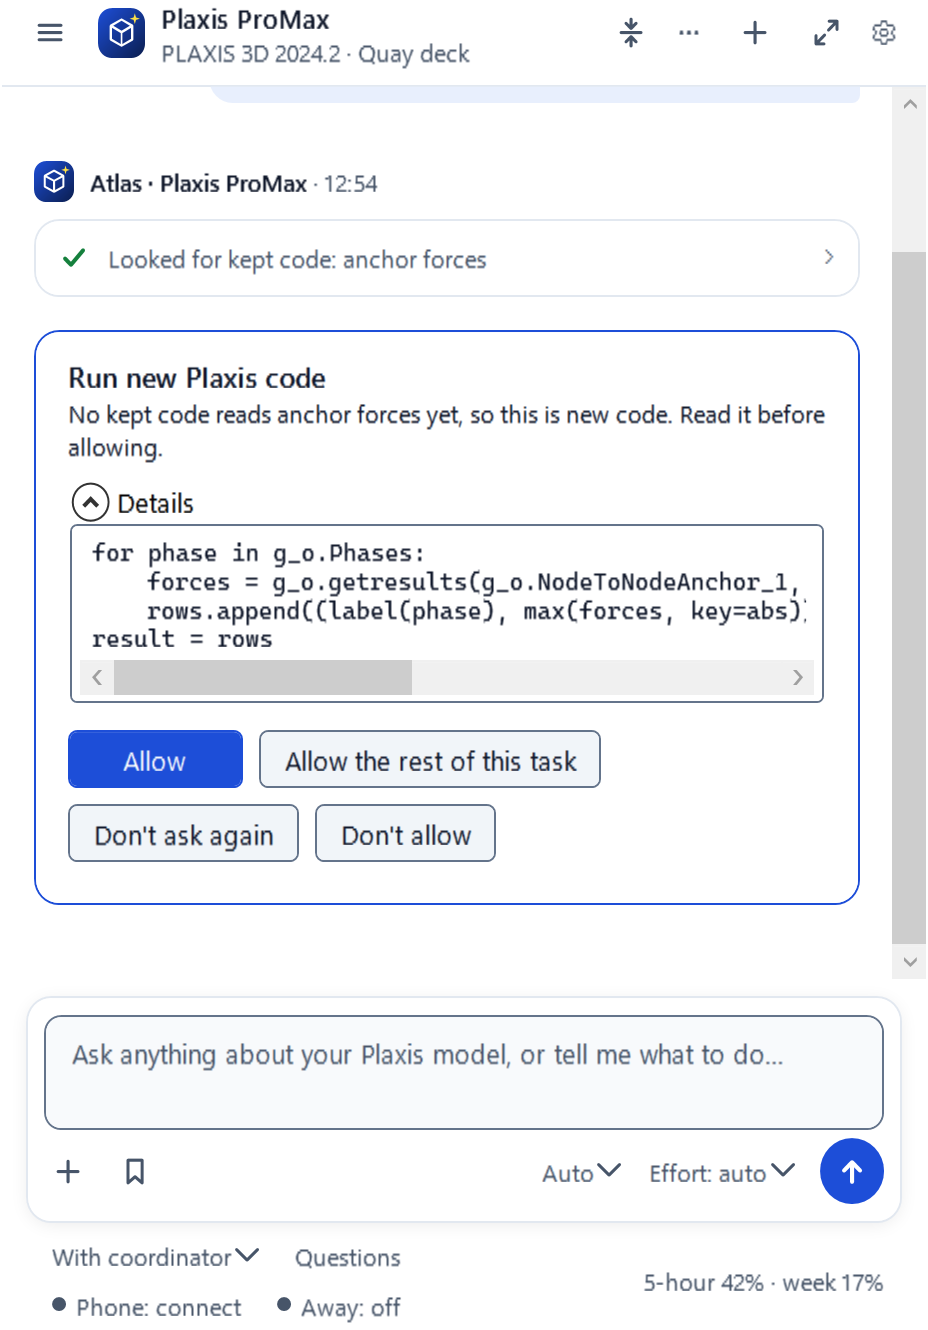 Plaxis ProMax
PLAXIS 3D 2024.2 · Quay deck
Atlas · Plaxis ProMax · 12:54
Looked for kept code: anchor forces
Run new Plaxis code
No kept code reads anchor forces yet, so this is new code. Read it before
allowing.
Details
for phase in g_o.Phases:
    forces = g_o.getresults(g_o.NodeToNodeAnchor_1,
    rows.append((label(phase), max(forces, key=abs))
result = rows
Allow
Allow the rest of this task
Don't ask again
Don't allow
Ask anything about your Plaxis model, or tell me what to do...
Auto
Effort: auto
With coordinator
Questions
5-hour 42% · week 17%
Phone: connect
Away: off